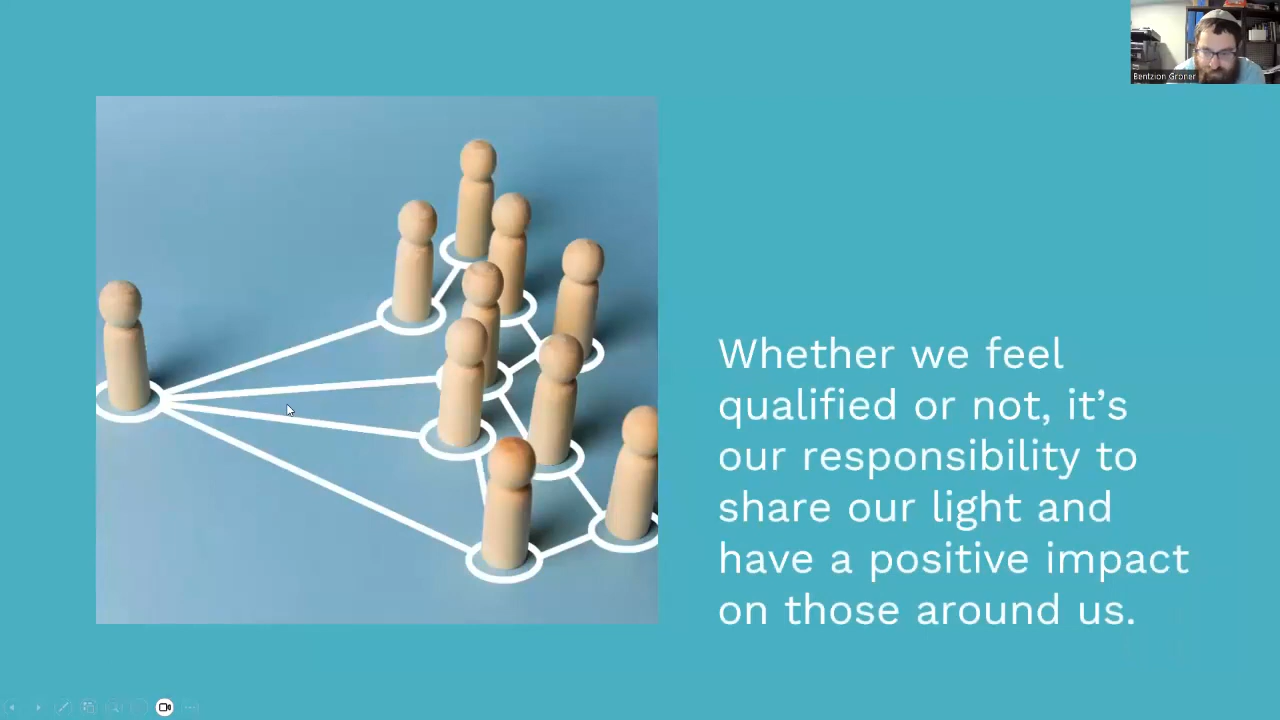 Bentzion Groner
Whether we feel
qualified or not, it’s
our responsibility to
share our light and
have a positive impact
on those around us.